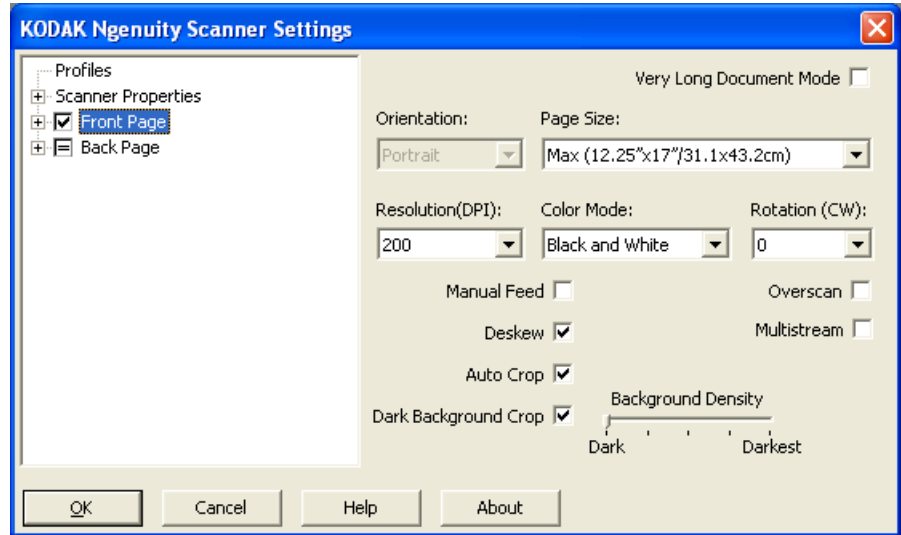 KODAK Ngenuity Scanner Settings
Profiles
Scanner Properties
Front Page
Back Page
Very Long Document Mode
Orientation: Page Size:
Portrait Max (12.25”x17”/31.1x43.2cm)
Resolution(DPI): Color Mode: Rotation (CW):
200 Black and White 0
Manual Feed Overscan
Deskew Multistream
Auto Crop
Background Density
Dark Background Crop
Dark Darkest
OK Cancel Help About